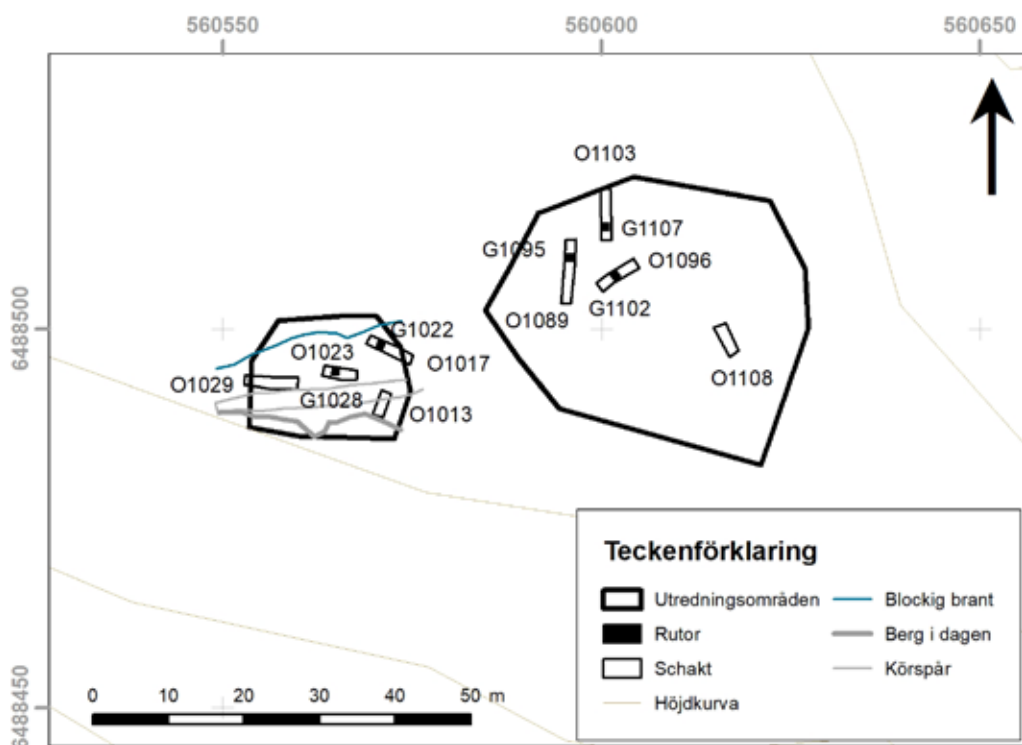 560550 560600 560650
O1103
G1107
G1095
O1096
G1102
O1089
O1108
6488500
G1022
O1023
O1017
O1029
G1028
O1013
Teckenförklaring
Utredningsområden
Blockig brant
Rutor
Berg i dagen
Schakt
Körspår
Höjdkurva
0 10 20 30 40 50 m
6488450